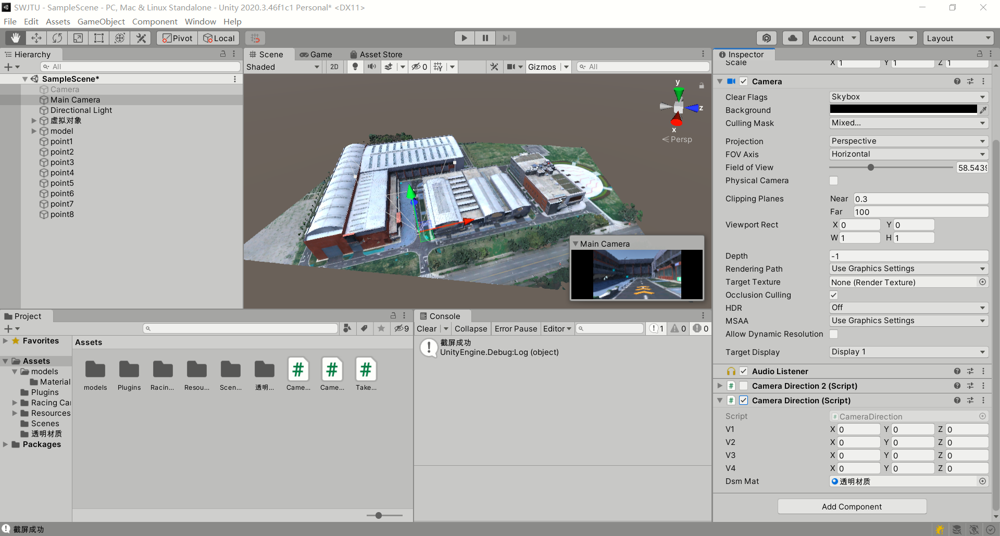 SWJTU - SampleScene - PC, Mac & Linux Standalone - Unity 2020.3.46f1c1 Personal* <DX11>
File Edit Assets GameObject Component Window Help
Pivot Local Account Layers Layout
Hierarchy
All
SampleScene*
Camera
Main Camera
Directional Light
虚拟对象
model
point1
point2
point3
point4
point5
point6
point7
point8
Scene Game Asset Store
Shaded 2D 0 Gizmos All
y
z
x
Persp
Main Camera
Inspector
Scale X 1 Y 1 Z 1
Camera
Clear Flags Skybox
Background
Culling Mask Mixed...
Projection Perspective
FOV Axis Horizontal
Field of View 58.5439
Physical Camera
Clipping Planes Near 0.3
Far 100
Viewport Rect X 0 Y 0
W 1 H 1
Depth -1
Rendering Path Use Graphics Settings
Target Texture None (Render Texture)
Occlusion Culling
HDR Off
MSAA Use Graphics Settings
Allow Dynamic Resolution
Target Display Display 1
Audio Listener
# Camera Direction 2 (Script)
# Camera Direction (Script)
Script # CameraDirection
V1 X 0 Y 0 Z 0
V2 X 0 Y 0 Z 0
V3 X 0 Y 0 Z 0
V4 X 0 Y 0 Z 0
Dsm Mat 透明材质
Add Component
Project
9
Favorites
Assets
models
Material
Plugins
Racing Car
Resources
Scenes
透明材质
Packages
Assets
models Plugins Racin... Resou... Scen... 透明... Came... Came... Take...
Console
Clear Collapse Error Pause Editor 1 0 0
截屏成功
UnityEngine.Debug:Log (object)
截屏成功